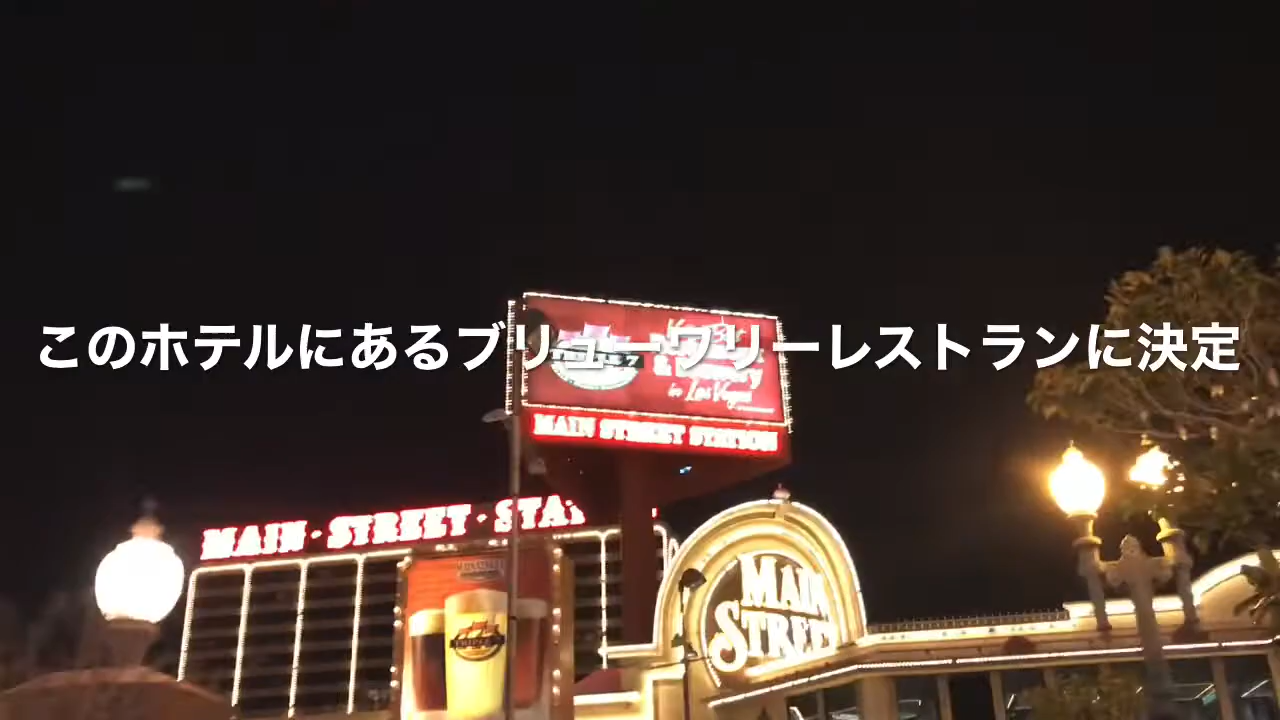 このホテルにあるブリューワリーレストランに決定
in Las Vegas
MAIN STREET STATION
MAIN · STREET ·
MAIN
STREET